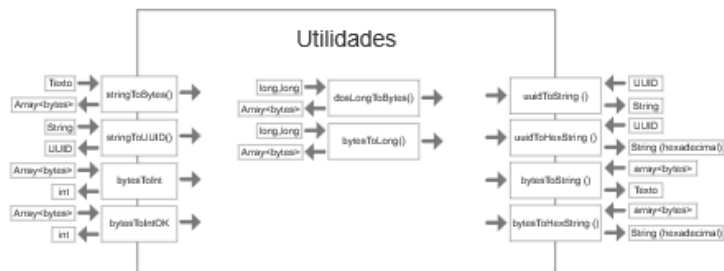 Utilidades
Texto
Array<bytes>
stringToBytes()
String
UUID
stringToUUID()
Array<bytes>
int
bytesToInt
Array<bytes>
int
bytesToIntOK
long,long
Array<bytes>
dosLongToBytes()
long,long
Array<bytes>
bytesToLong()
uuidToString ()
UUID
String
uuidToHexString ()
UUID
String (hexadecimal)
bytesToString ()
array<bytes>
Texto
bytesToHexString ()
array<bytes>
String (hexadecimal)